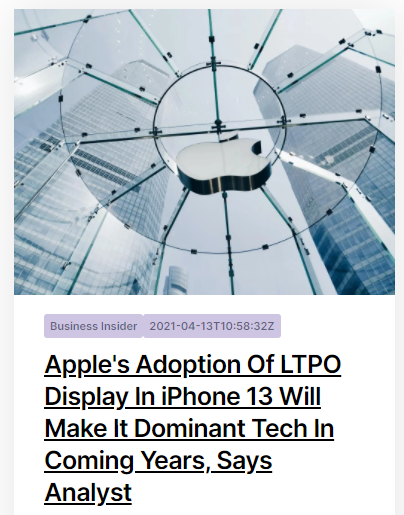 Business Insider 2021-04-13T10:58:32Z
Apple's Adoption Of LTPO
Display In iPhone 13 Will
Make It Dominant Tech In
Coming Years, Says
Analyst